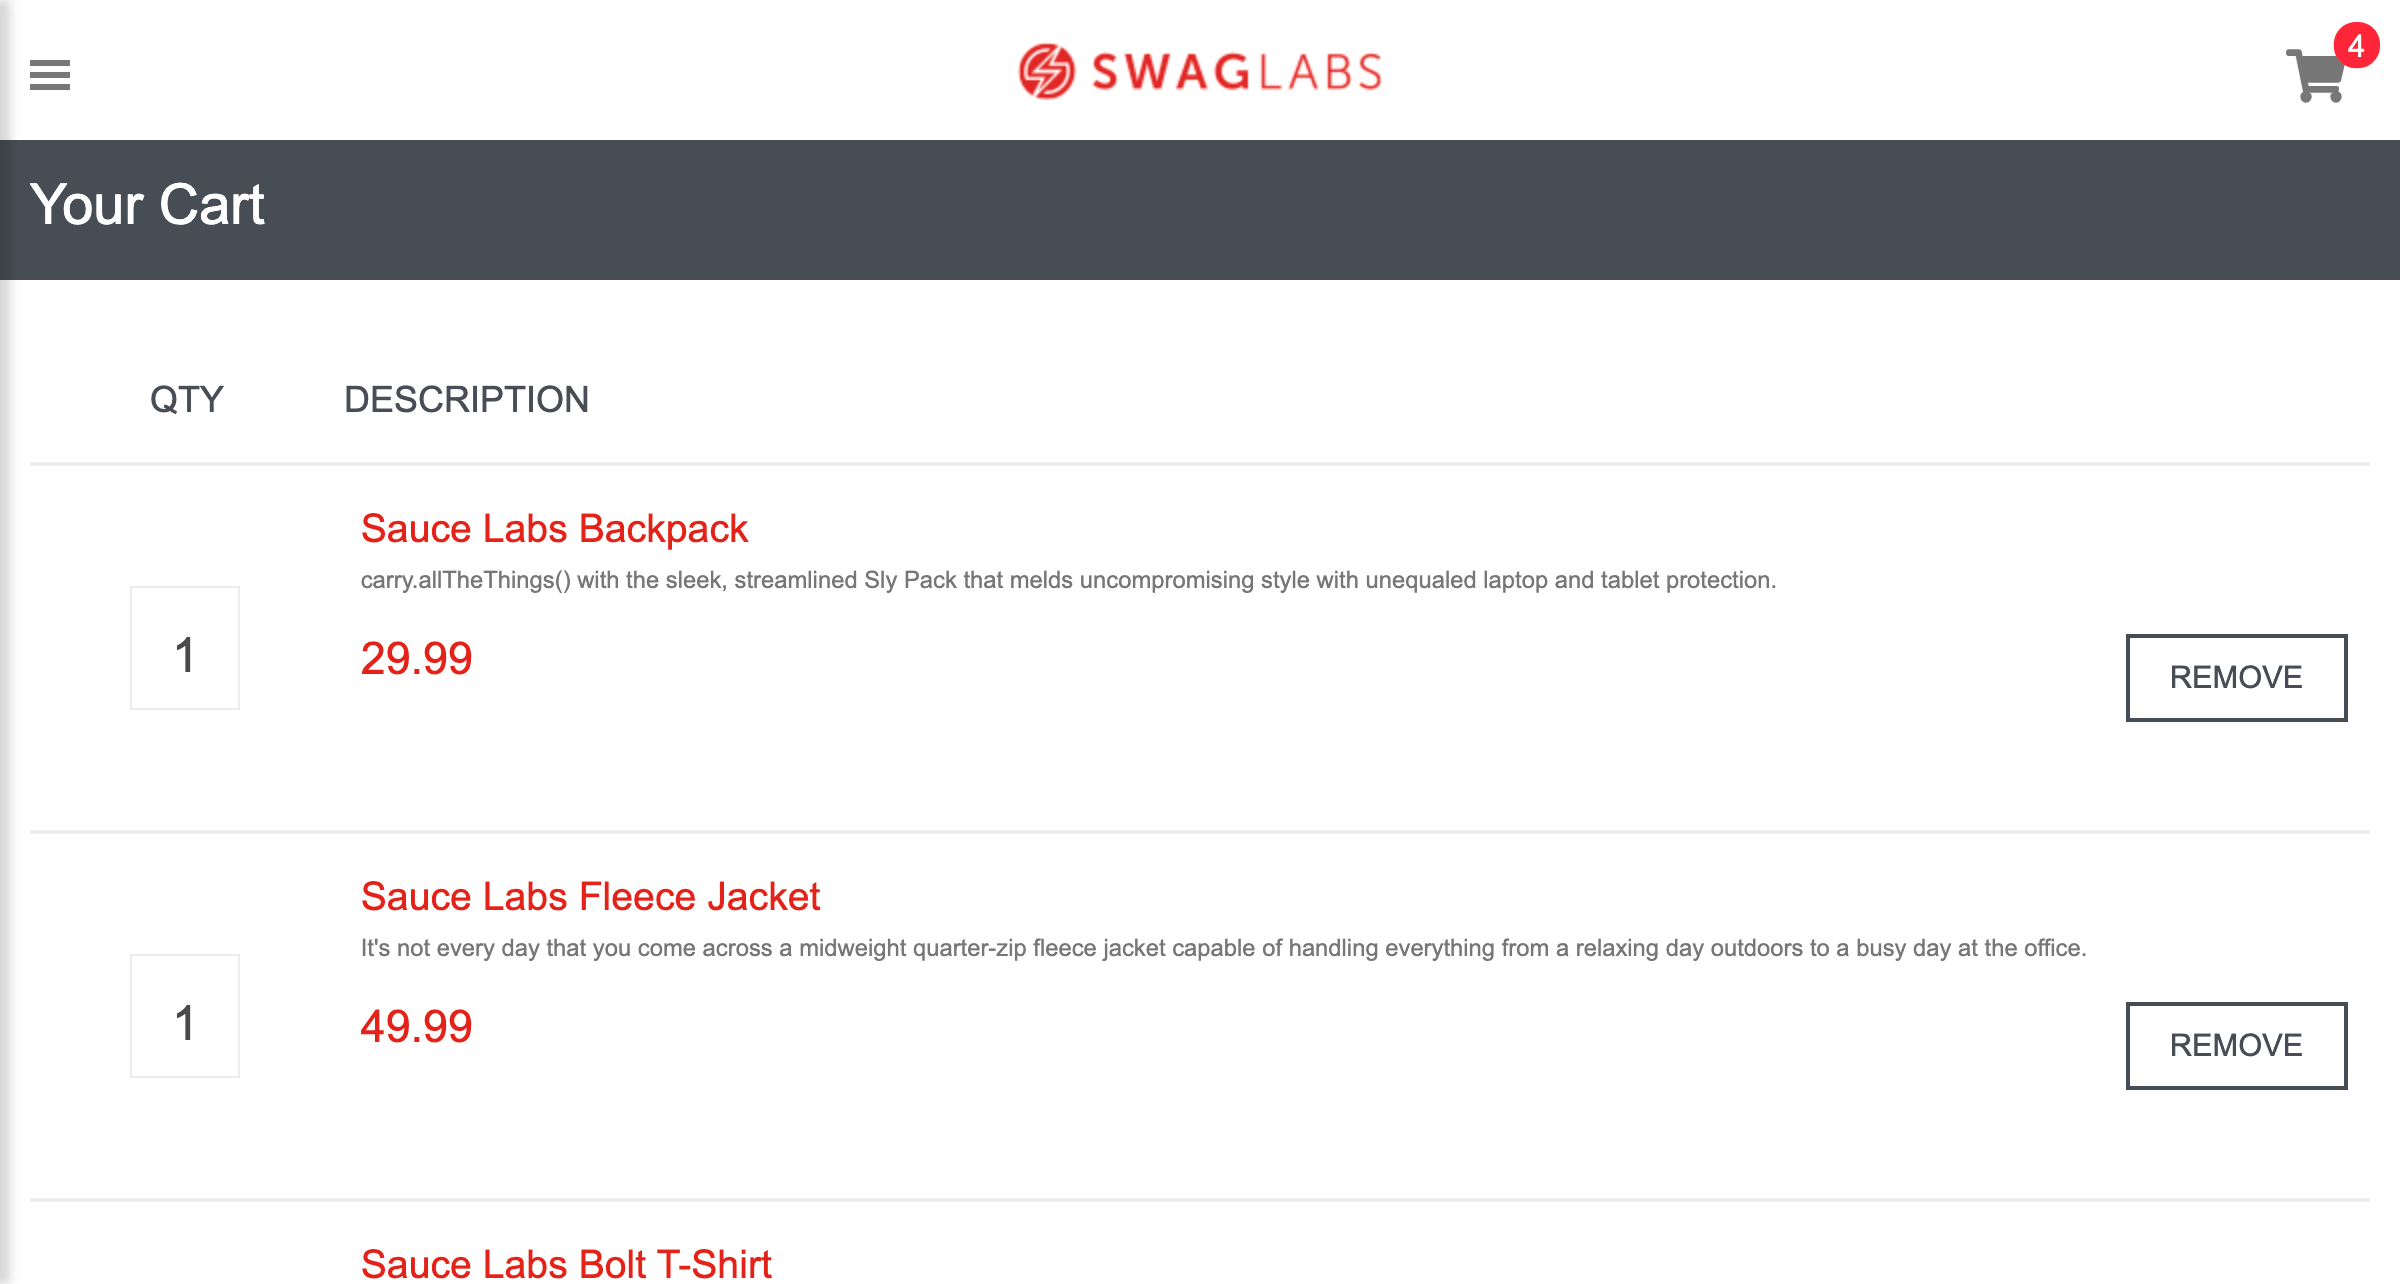 SWAGLABS
4
Your Cart
QTY DESCRIPTION
Sauce Labs Backpack
carry.allTheThings() with the sleek, streamlined Sly Pack that melds uncompromising style with unequaled laptop and tablet protection.
1
29.99
REMOVE
Sauce Labs Fleece Jacket
It's not every day that you come across a midweight quarter-zip fleece jacket capable of handling everything from a relaxing day outdoors to a busy day at the office.
1
49.99
REMOVE
Sauce Labs Bolt T-Shirt